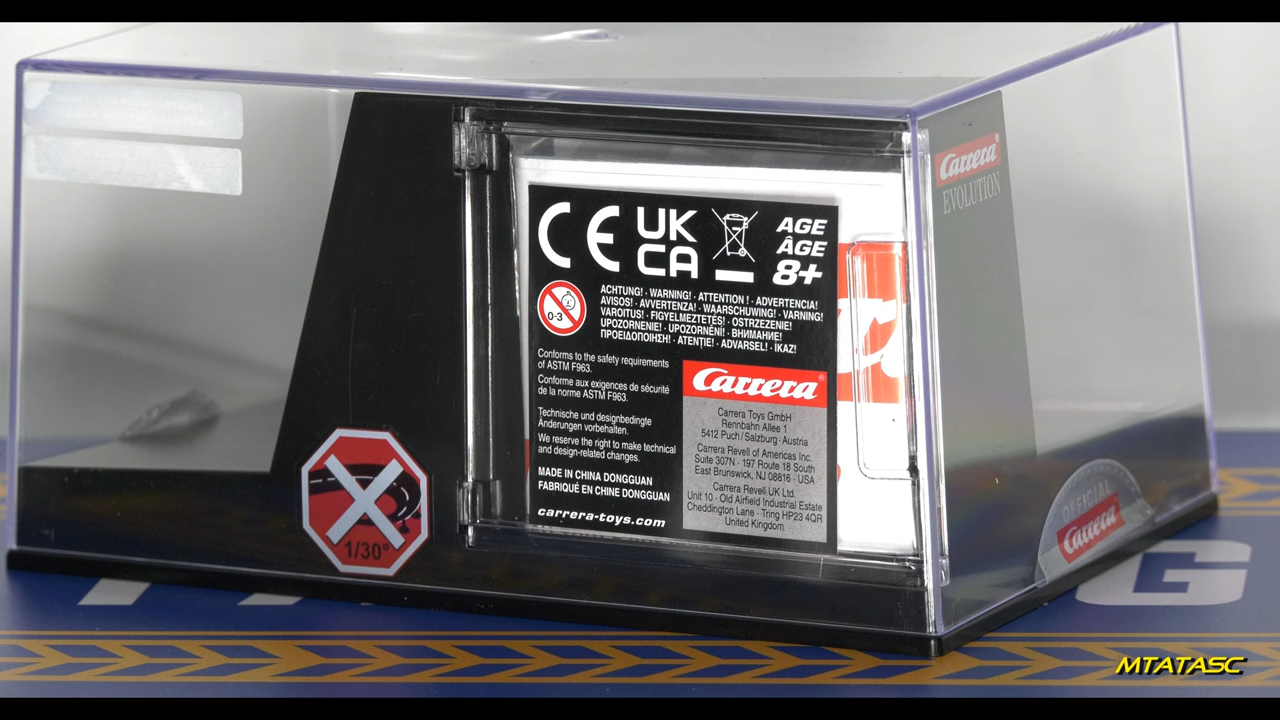 CE
UK
CA
AGE
ÂGE
8+
0-3
ACHTUNG! · WARNING! · ATTENTION ! · ADVERTENCIA!
AVISOS! · AVVERTENZA! · WAARSCHUWING! · VARNING!
VAROITUS! · FIGYELMEZTETÉS! · OSTRZEZENIE!
UPOZORNENIE! · UPOZORNĚNÍ! · ВНИМАНИЕ!
ΠΡΟΕΙΔΟΠΟΙΗΣΗ! · ATENŢIE! · ADVARSEL! · IKAZ!
Conforms to the safety requirements
of ASTM F963.
Conforme aux exigences de sécurité
de la norme ASTM F963.
Technische und designbedingte
Änderungen vorbehalten.
We reserve the right to make technical
and design-related changes.
MADE IN CHINA DONGGUAN
FABRIQUÉ EN CHINE DONGGUAN
carrera-toys.com
Carrera®
Carrera Toys GmbH
Rennbahn Allee 1
5412 Puch/Salzburg · Austria
Carrera Revell of Americas Inc.
Suite 307N · 197 Route 18 South
East Brunswick, NJ 08816 · USA
Carrera Revell UK Ltd.
Unit 10 · Old Airfield Industrial Estate
Cheddington Lane · Tring HP23 4QR
United Kingdom
Carrera
EVOLUTION
1/30°
OFFICIAL
Carrera
G
MTATASC